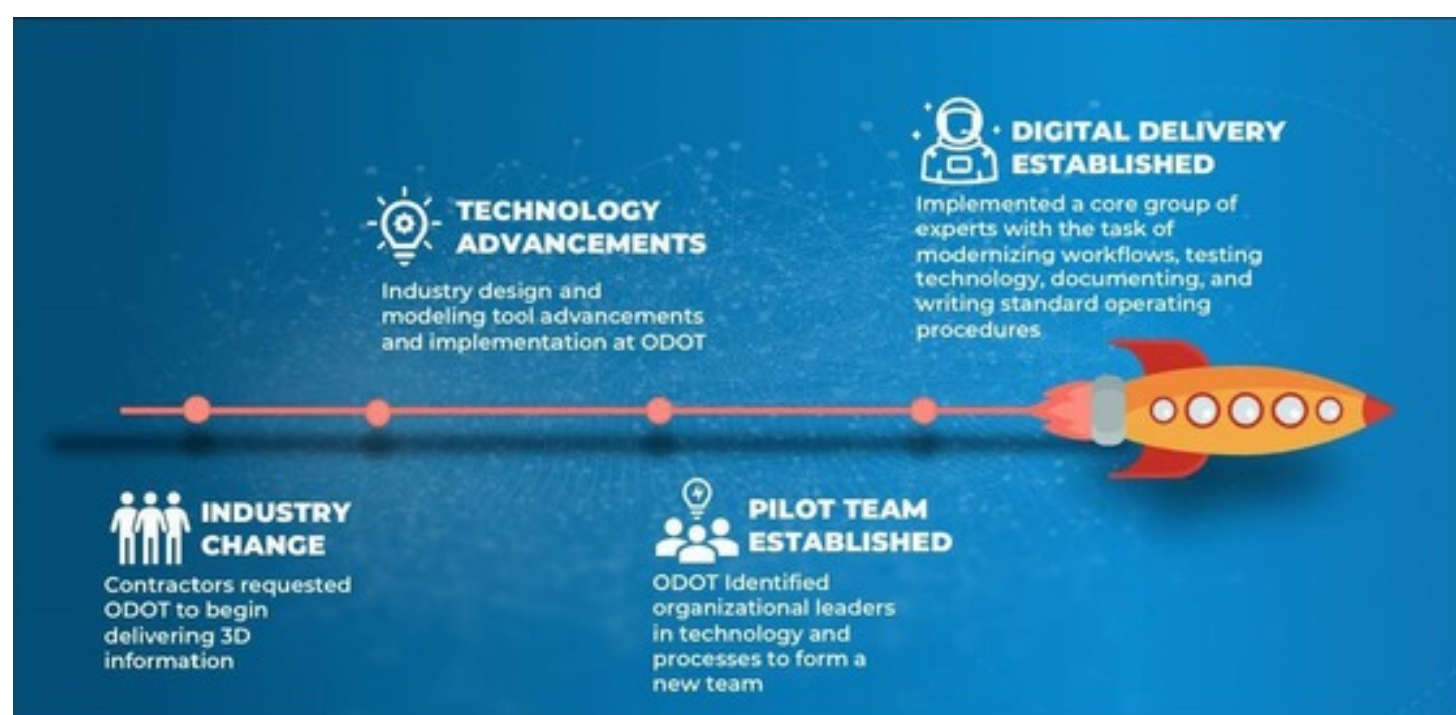 INDUSTRY
CHANGE
Contractors requested
ODOT to begin
delivering 3D
information
TECHNOLOGY
ADVANCEMENTS
Industry design and
modeling tool advancements
and implementation at ODOT
PILOT TEAM
ESTABLISHED
ODOT Identified
organizational leaders
in technology and
processes to form a
new team
DIGITAL DELIVERY
ESTABLISHED
Implemented a core group of
experts with the task of
modernizing workflows, testing
technology, documenting, and
writing standard operating
procedures